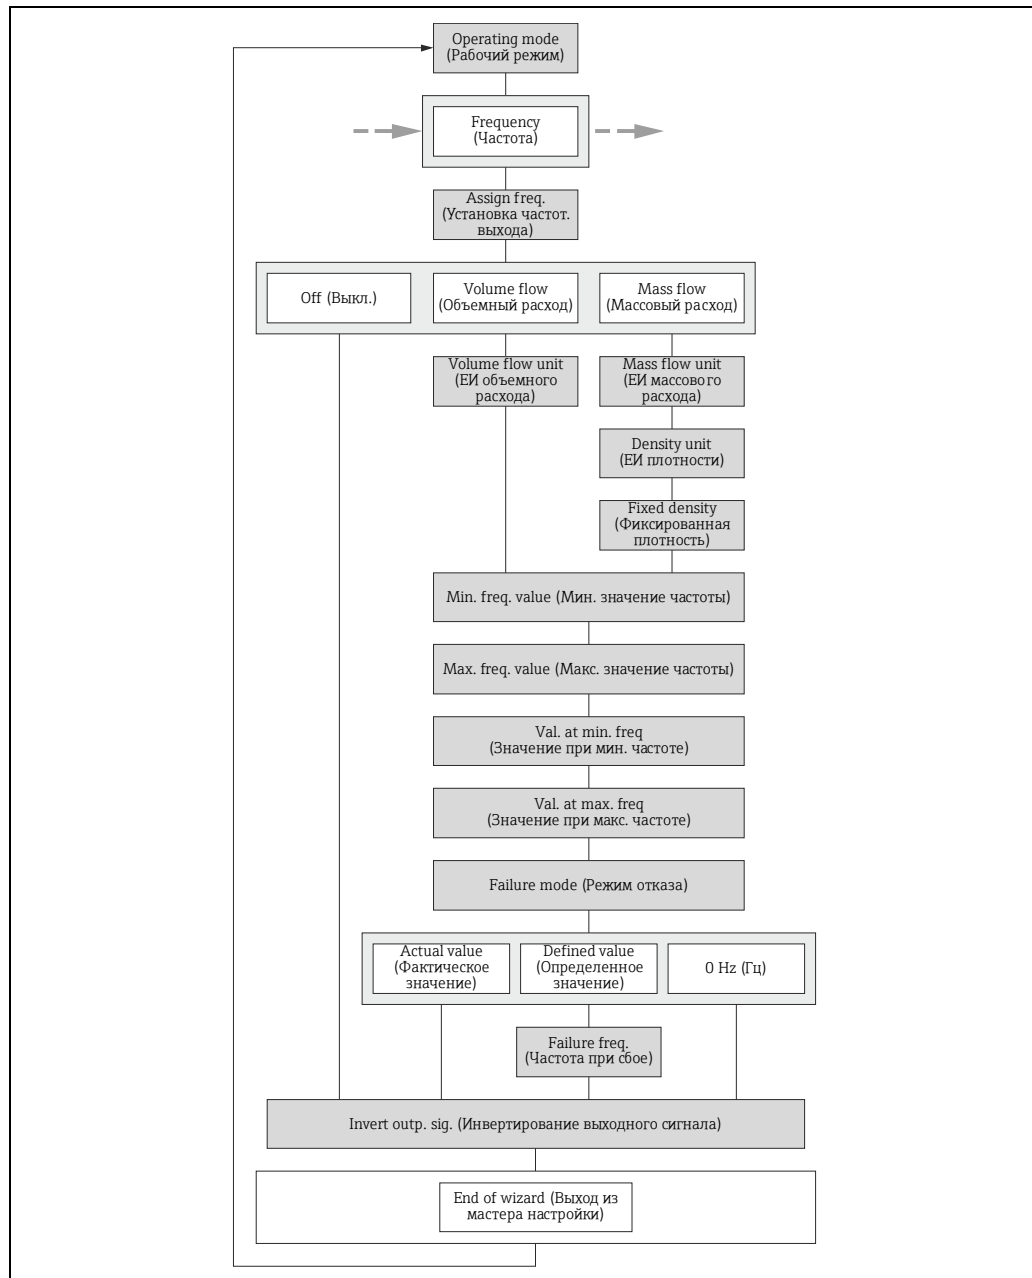 Operating mode
(Рабочий режим)
Frequency
(Частота)
Assign freq.
(Установка частот.
выхода)
Off (Выкл.)
Volume flow
(Объемный расход)
Mass flow
(Массовый расход)
Volume flow unit
(ЕИ объемного
расхода)
Mass flow unit
(ЕИ массового
расхода)
Density unit
(ЕИ плотности)
Fixed density
(Фиксированная
плотность)
Min. freq. value (Мин. значение частоты)
Max. freq. value (Макс. значение частоты)
Val. at min. freq
(Значение при мин. частоте)
Val. at max. freq
(Значение при макс. частоте)
Failure mode (Режим отказа)
Actual value
(Фактическое
значение)
Defined value
(Определенное
значение)
0 Hz (Гц)
Failure freq.
(Частота при сбое)
Invert outp. sig. (Инвертирование выходного сигнала)
End of wizard (Выход из
мастера настройки)